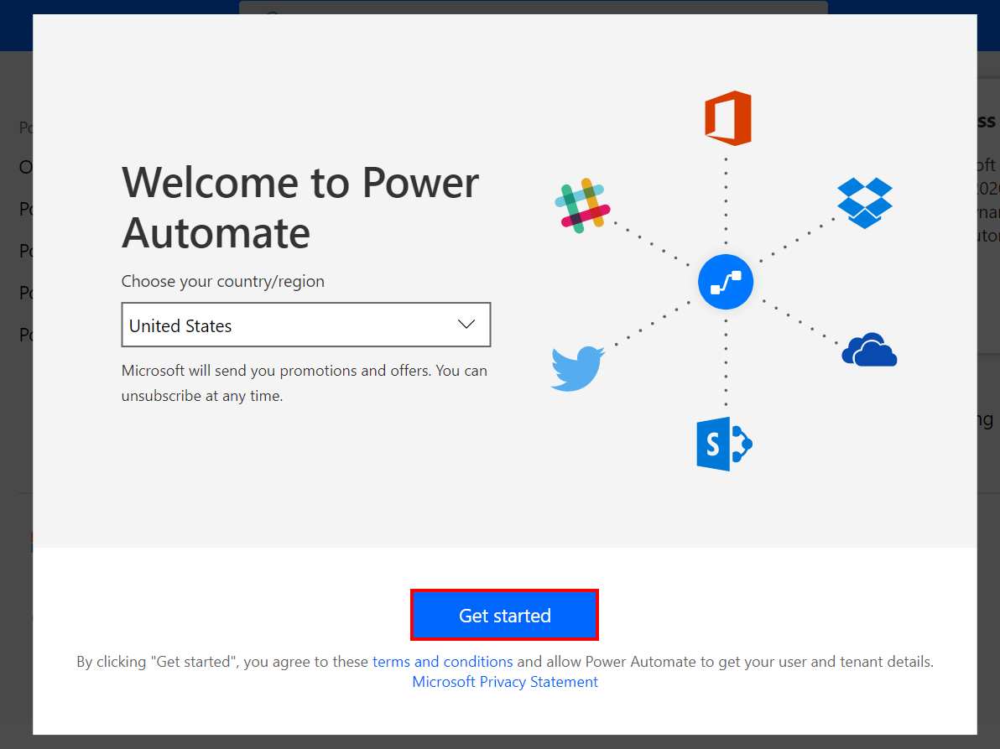 Welcome to Power
Automate
Choose your country/region
United States
Microsoft will send you promotions and offers. You can
unsubscribe at any time.
S
Get started
By clicking "Get started", you agree to these terms and conditions and allow Power Automate to get your user and tenant details.
Microsoft Privacy Statement